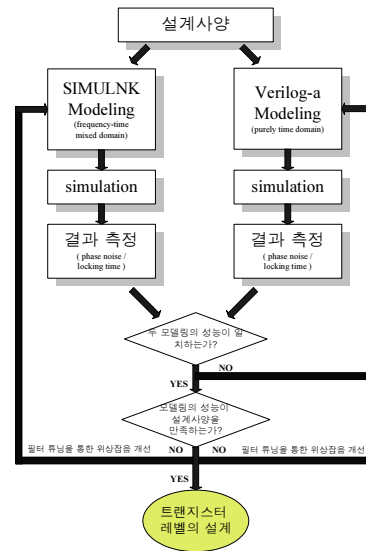 설계사양
SIMULNK
Modeling
(frequency-time
mixed domain)
Verilog-a
Modeling
(purely time domain)
simulation
simulation
결과 측정
( phase noise /
locking time )
결과 측정
( phase noise /
locking time )
두 모델링의 성능이 일
치하는가?
NO
YES
모델링의 성능이
설계사양을
만족하는가?
필터 튜닝을 통한 위상잡음 개선
NO
NO
필터 튜닝을 통한 위상잡음 개선
YES
트랜지스터
레벨의 설계